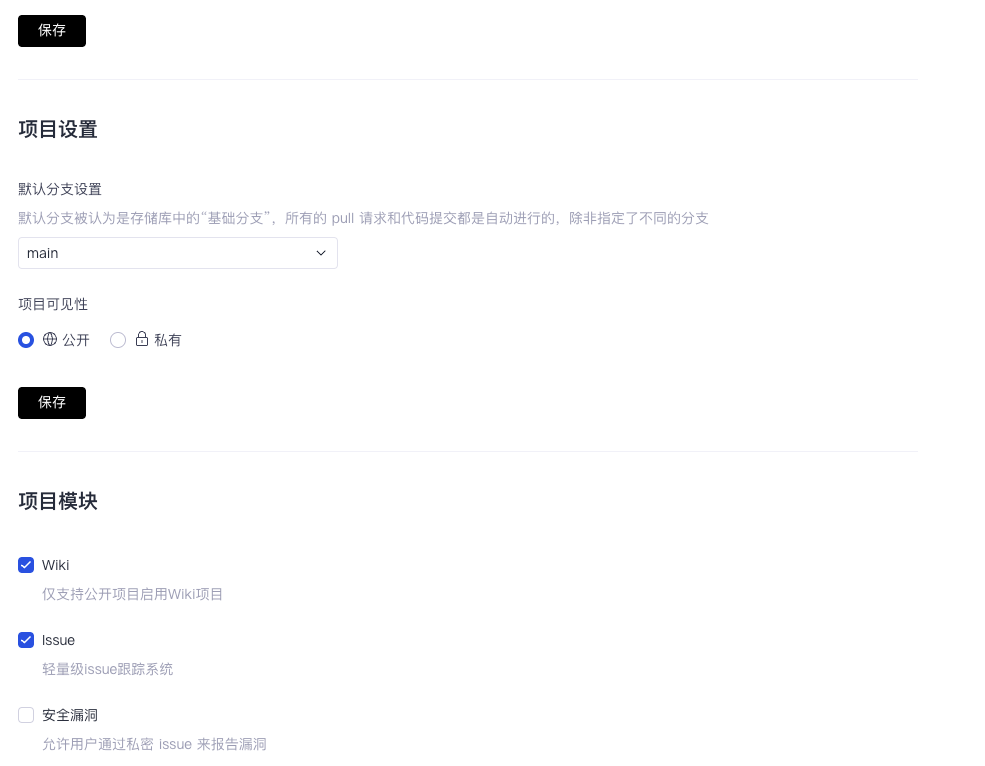 保存
项目设置
默认分支设置
默认分支被认为是存储库中的“基础分支”，所有的 pull 请求和代码提交都是自动进行的，除非指定了不同的分支
main
项目可见性
公开 私有
保存
项目模块
Wiki
仅支持公开项目启用Wiki项目
Issue
轻量级issue跟踪系统
安全漏洞
允许用户通过私密 issue 来报告漏洞